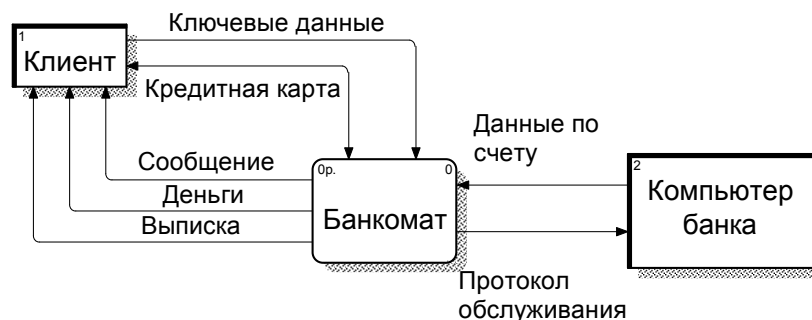 Ключевые данные
1
Клиент
Кредитная карта
Данные по
счету
Сообщение
0р.
0
2
Деньги
Компьютер
банка
Банкомат
Выписка
Протокол
обслуживания